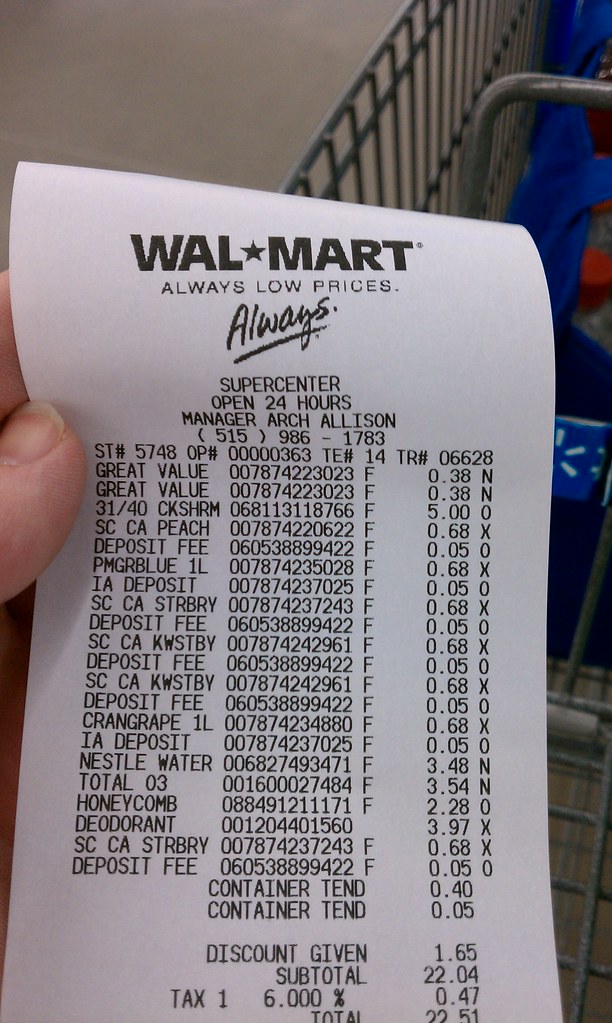 WAL★MART®
ALWAYS LOW PRICES.
Always.
SUPERCENTER
OPEN 24 HOURS
MANAGER ARCH ALLISON
( 515 ) 986 - 1783
ST# 5748 OP# 00000363 TE# 14 TR# 06628
GREAT VALUE 007874223023 F 0.38 N
GREAT VALUE 007874223023 F 0.38 N
31/40 CKSHRM 068113118766 F 5.00 O
SC CA PEACH 007874220622 F 0.68 X
DEPOSIT FEE 060538899422 F 0.05 O
PMGRBLUE 1L 007874235028 F 0.68 X
IA DEPOSIT 007874237025 F 0.05 O
SC CA STRBRY 007874237243 F 0.68 X
DEPOSIT FEE 060538899422 F 0.05 O
SC CA KWSTBY 007874242961 F 0.68 X
DEPOSIT FEE 060538899422 F 0.05 O
SC CA KWSTBY 007874242961 F 0.68 X
DEPOSIT FEE 060538899422 F 0.05 O
CRANGRAPE 1L 007874234880 F 0.68 X
IA DEPOSIT 007874237025 F 0.05 O
NESTLE WATER 006827493471 F 3.48 N
TOTAL 03 001600027484 F 3.54 N
HONEYCOMB 088491211171 F 2.28 O
DEODORANT 001204401560 3.97 X
SC CA STRBRY 007874237243 F 0.68 X
DEPOSIT FEE 060538899422 F 0.05 O
CONTAINER TEND 0.40
CONTAINER TEND 0.05
DISCOUNT GIVEN 1.65
SUBTOTAL 22.04
TAX 1 6.000 % 0.47
TOTAL 22.51